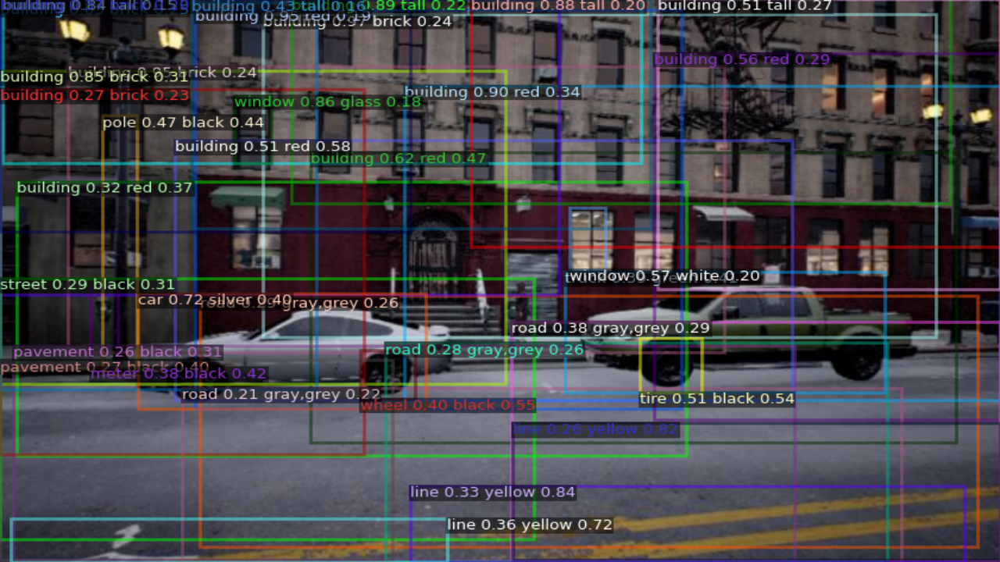 building 0.84 tall 0.15
building 0.43 tall 0.16
0.89 tall 0.22
building 0.88 tall 0.20
building 0.51 tall 0.27
building 0.95 red 0.19
building 0.97 brick 0.24
building 0.56 red 0.29
building 0.85 brick 0.24
building 0.85 brick 0.31
building 0.27 brick 0.23
building 0.90 red 0.34
window 0.86 glass 0.18
pole 0.47 black 0.44
building 0.51 red 0.58
building 0.62 red 0.47
building 0.32 red 0.37
window 0.57 white 0.20
street 0.29 black 0.31
car 0.72 silver 0.40
gray,grey 0.26
road 0.38 gray,grey 0.29
road 0.28 gray,grey 0.26
pavement 0.26 black 0.31
pavement 0.27 black 0.40
meter 0.38 black 0.42
road 0.21 gray,grey 0.22
tire 0.51 black 0.54
wheel 0.40 black 0.55
line 0.26 yellow 0.82
line 0.33 yellow 0.84
line 0.36 yellow 0.72